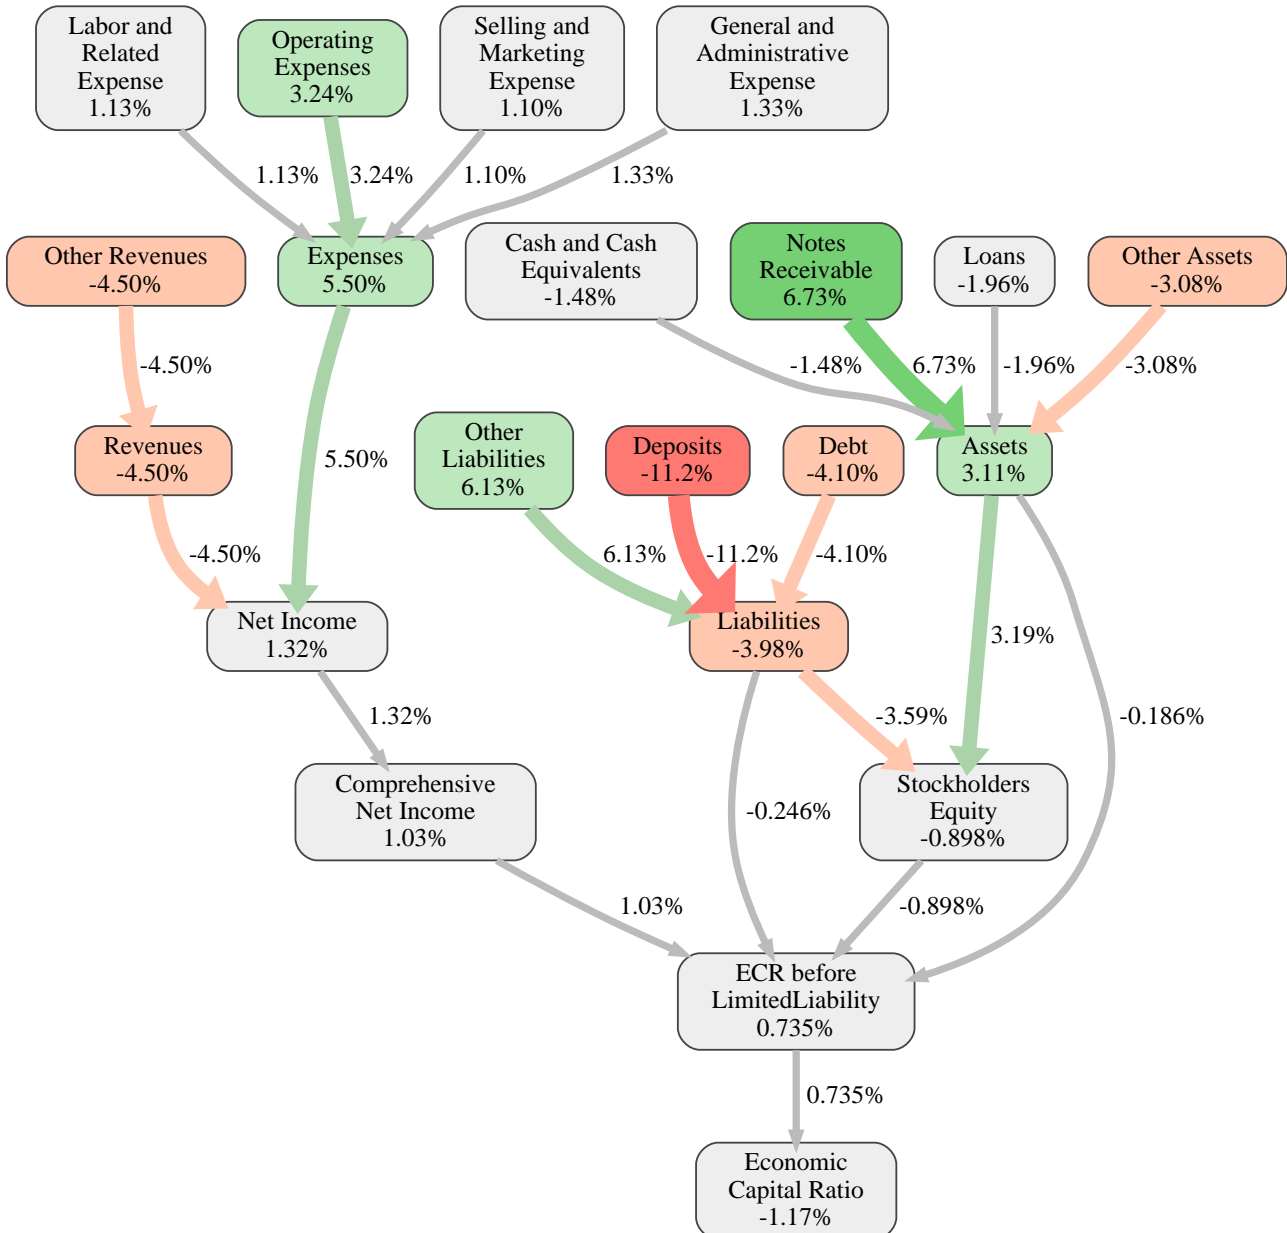 Labor and
Related
Expense
1.13%
Operating
Expenses
3.24%
Selling and
Marketing
Expense
1.10%
General and
Administrative
Expense
1.33%
1.13%
3.24%
1.10%
1.33%
Other Revenues
-4.50%
Expenses
5.50%
Cash and Cash
Equivalents
-1.48%
Notes
Receivable
6.73%
Loans
-1.96%
Other Assets
-3.08%
-4.50%
-1.48%
6.73%
-1.96%
-3.08%
Revenues
-4.50%
5.50%
Other
Liabilities
6.13%
Deposits
-11.2%
Debt
-4.10%
Assets
3.11%
-4.50%
6.13%
-11.2%
-4.10%
Net Income
1.32%
Liabilities
-3.98%
3.19%
1.32%
-3.59%
-0.186%
Comprehensive
Net Income
1.03%
-0.246%
Stockholders
Equity
-0.898%
1.03%
-0.898%
ECR before
LimitedLiability
0.735%
0.735%
Economic
Capital Ratio
-1.17%